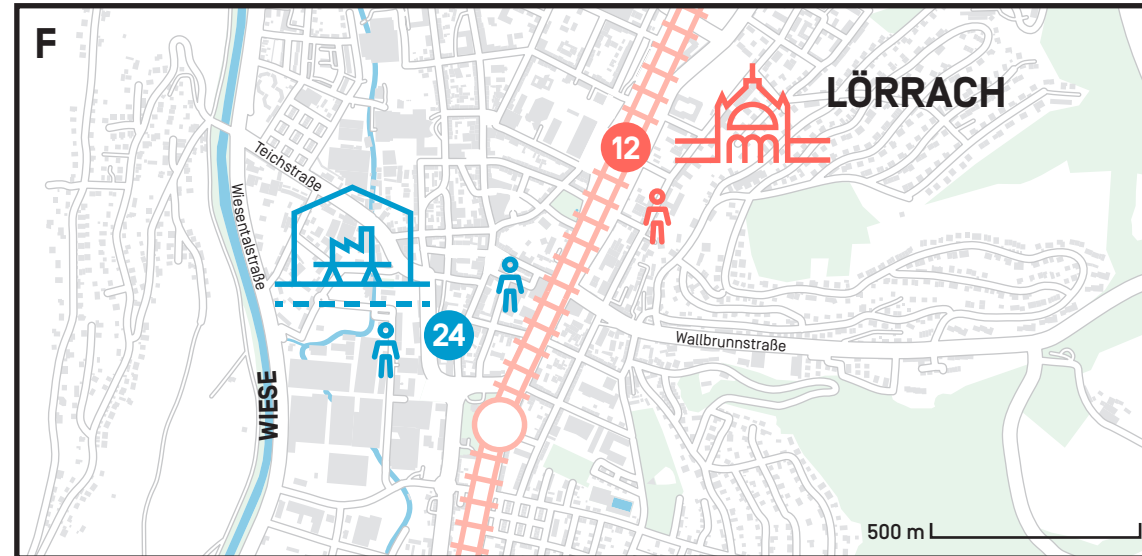 F
LÖRRACH
12
Teichstraße
Wiesentalstraße
24
Wallbrunnstraße
WIESE
500 m